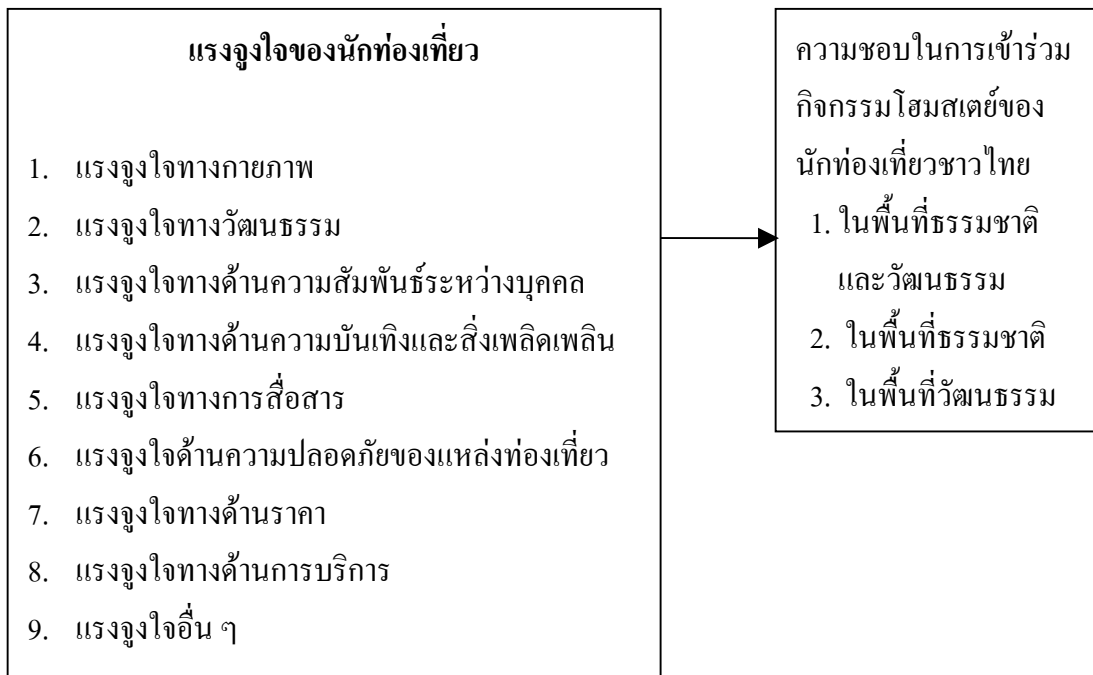 แรงจูงใจของนักท่องเที่ยว
1. แรงจูงใจทางกายภาพ
2. แรงจูงใจทางวัฒนธรรม
3. แรงจูงใจทางด้านความสัมพันธ์ระหว่างบุคคล
4. แรงจูงใจทางด้านความบันเทิงและสิ่งเพลิดเพลิน
5. แรงจูงใจทางการสื่อสาร
6. แรงจูงใจด้านความปลอดภัยของแหล่งท่องเที่ยว
7. แรงจูงใจทางด้านราคา
8. แรงจูงใจทางด้านการบริการ
9. แรงจูงใจอื่น ๆ
ความชอบในการเข้าร่วม
กิจกรรมโฮมสเตย์ของ
นักท่องเที่ยวชาวไทย
1. ในพื้นที่ธรรมชาติ
และวัฒนธรรม
2. ในพื้นที่ธรรมชาติ
3. ในพื้นที่วัฒนธรรม